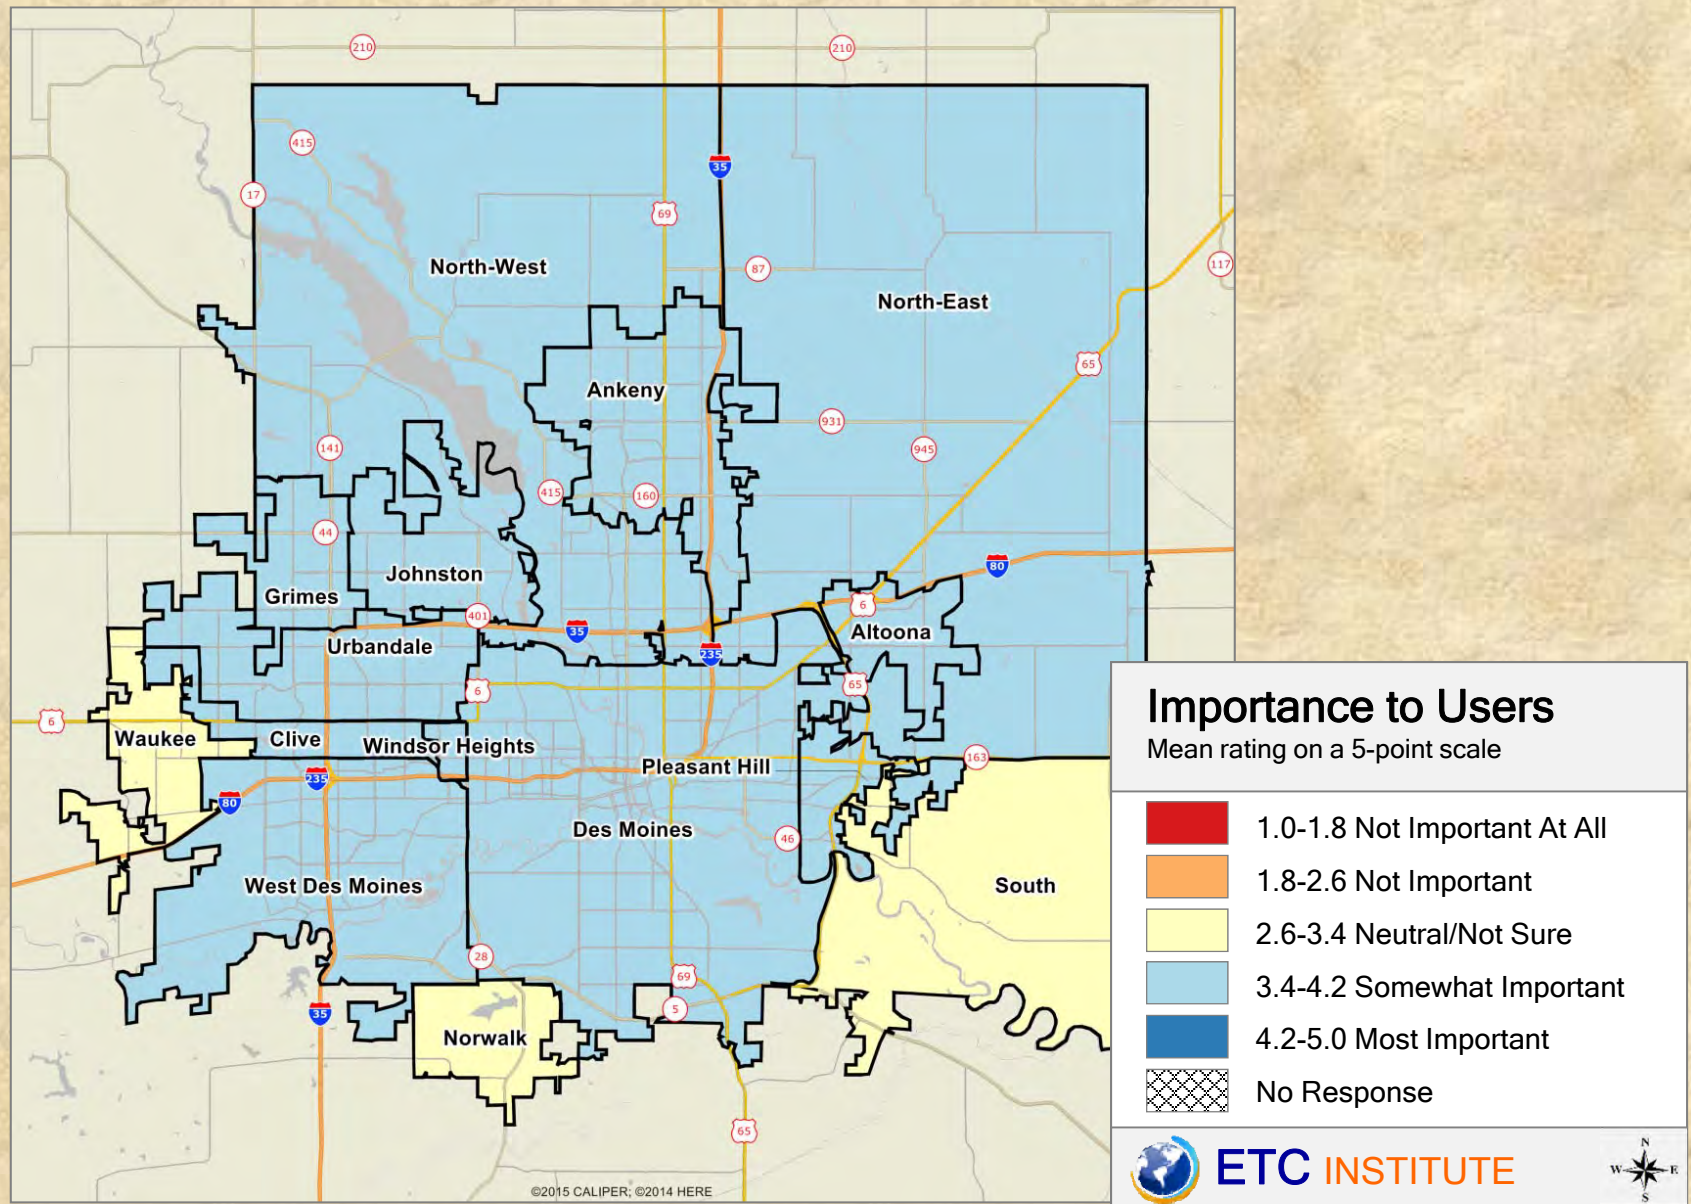 210
210
415
17
35
69
North-West
87
117
North-East
65
Ankeny
931
141
945
415
160
44
80
Johnston
Grimes
6
401
35
Altoona
Urbandale
235
65
6
6
Waukee
Clive
Windsor Heights
163
Pleasant Hill
235
80
Des Moines
46
West Des Moines
South
28
69
5
35
Norwalk
65
©2015 CALIPER; ©2014 HERE
Importance to Users
Mean rating on a 5-point scale
1.0-1.8 Not Important At All
1.8-2.6 Not Important
2.6-3.4 Neutral/Not Sure
3.4-4.2 Somewhat Important
4.2-5.0 Most Important
No Response
ETC INSTITUTE
N
W E
S